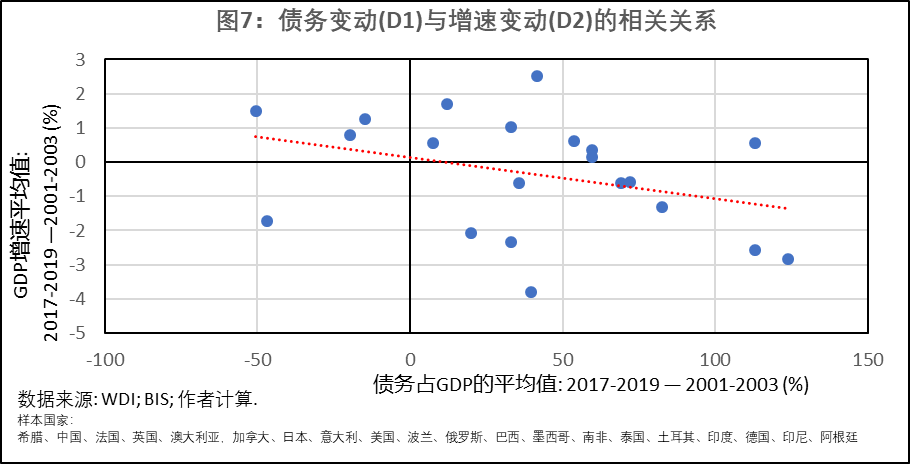 图7：债务变动(D1)与增速变动(D2)的相关关系
3
2
1
0
-1
-2
-3
-4
-5
GDP增速平均值:
2017-2019 — 2001-2003 (%)
-100
-50
0
50
100
150
债务占GDP的平均值: 2017-2019 — 2001-2003 (%)
数据来源: WDI; BIS; 作者计算.
样本国家：
希腊、中国、法国、英国、澳大利亚、加拿大、日本、意大利、美国、波兰、俄罗斯、巴西、墨西哥、南非、泰国、土耳其、印度、德国、印尼、阿根廷